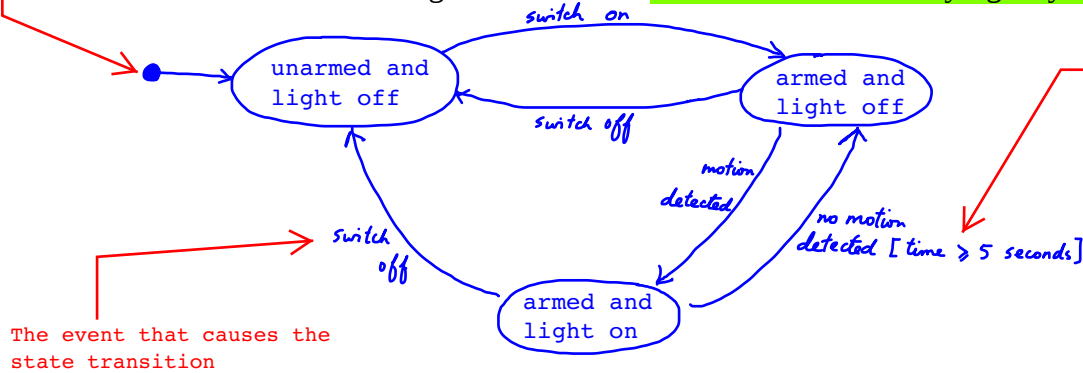 switch on
unarmed and
light off
armed and
light off
switch off
motion
detected
no motion
detected [time ⩾ 5 seconds]
switch
off
armed and
light on
The event that causes the
state transition